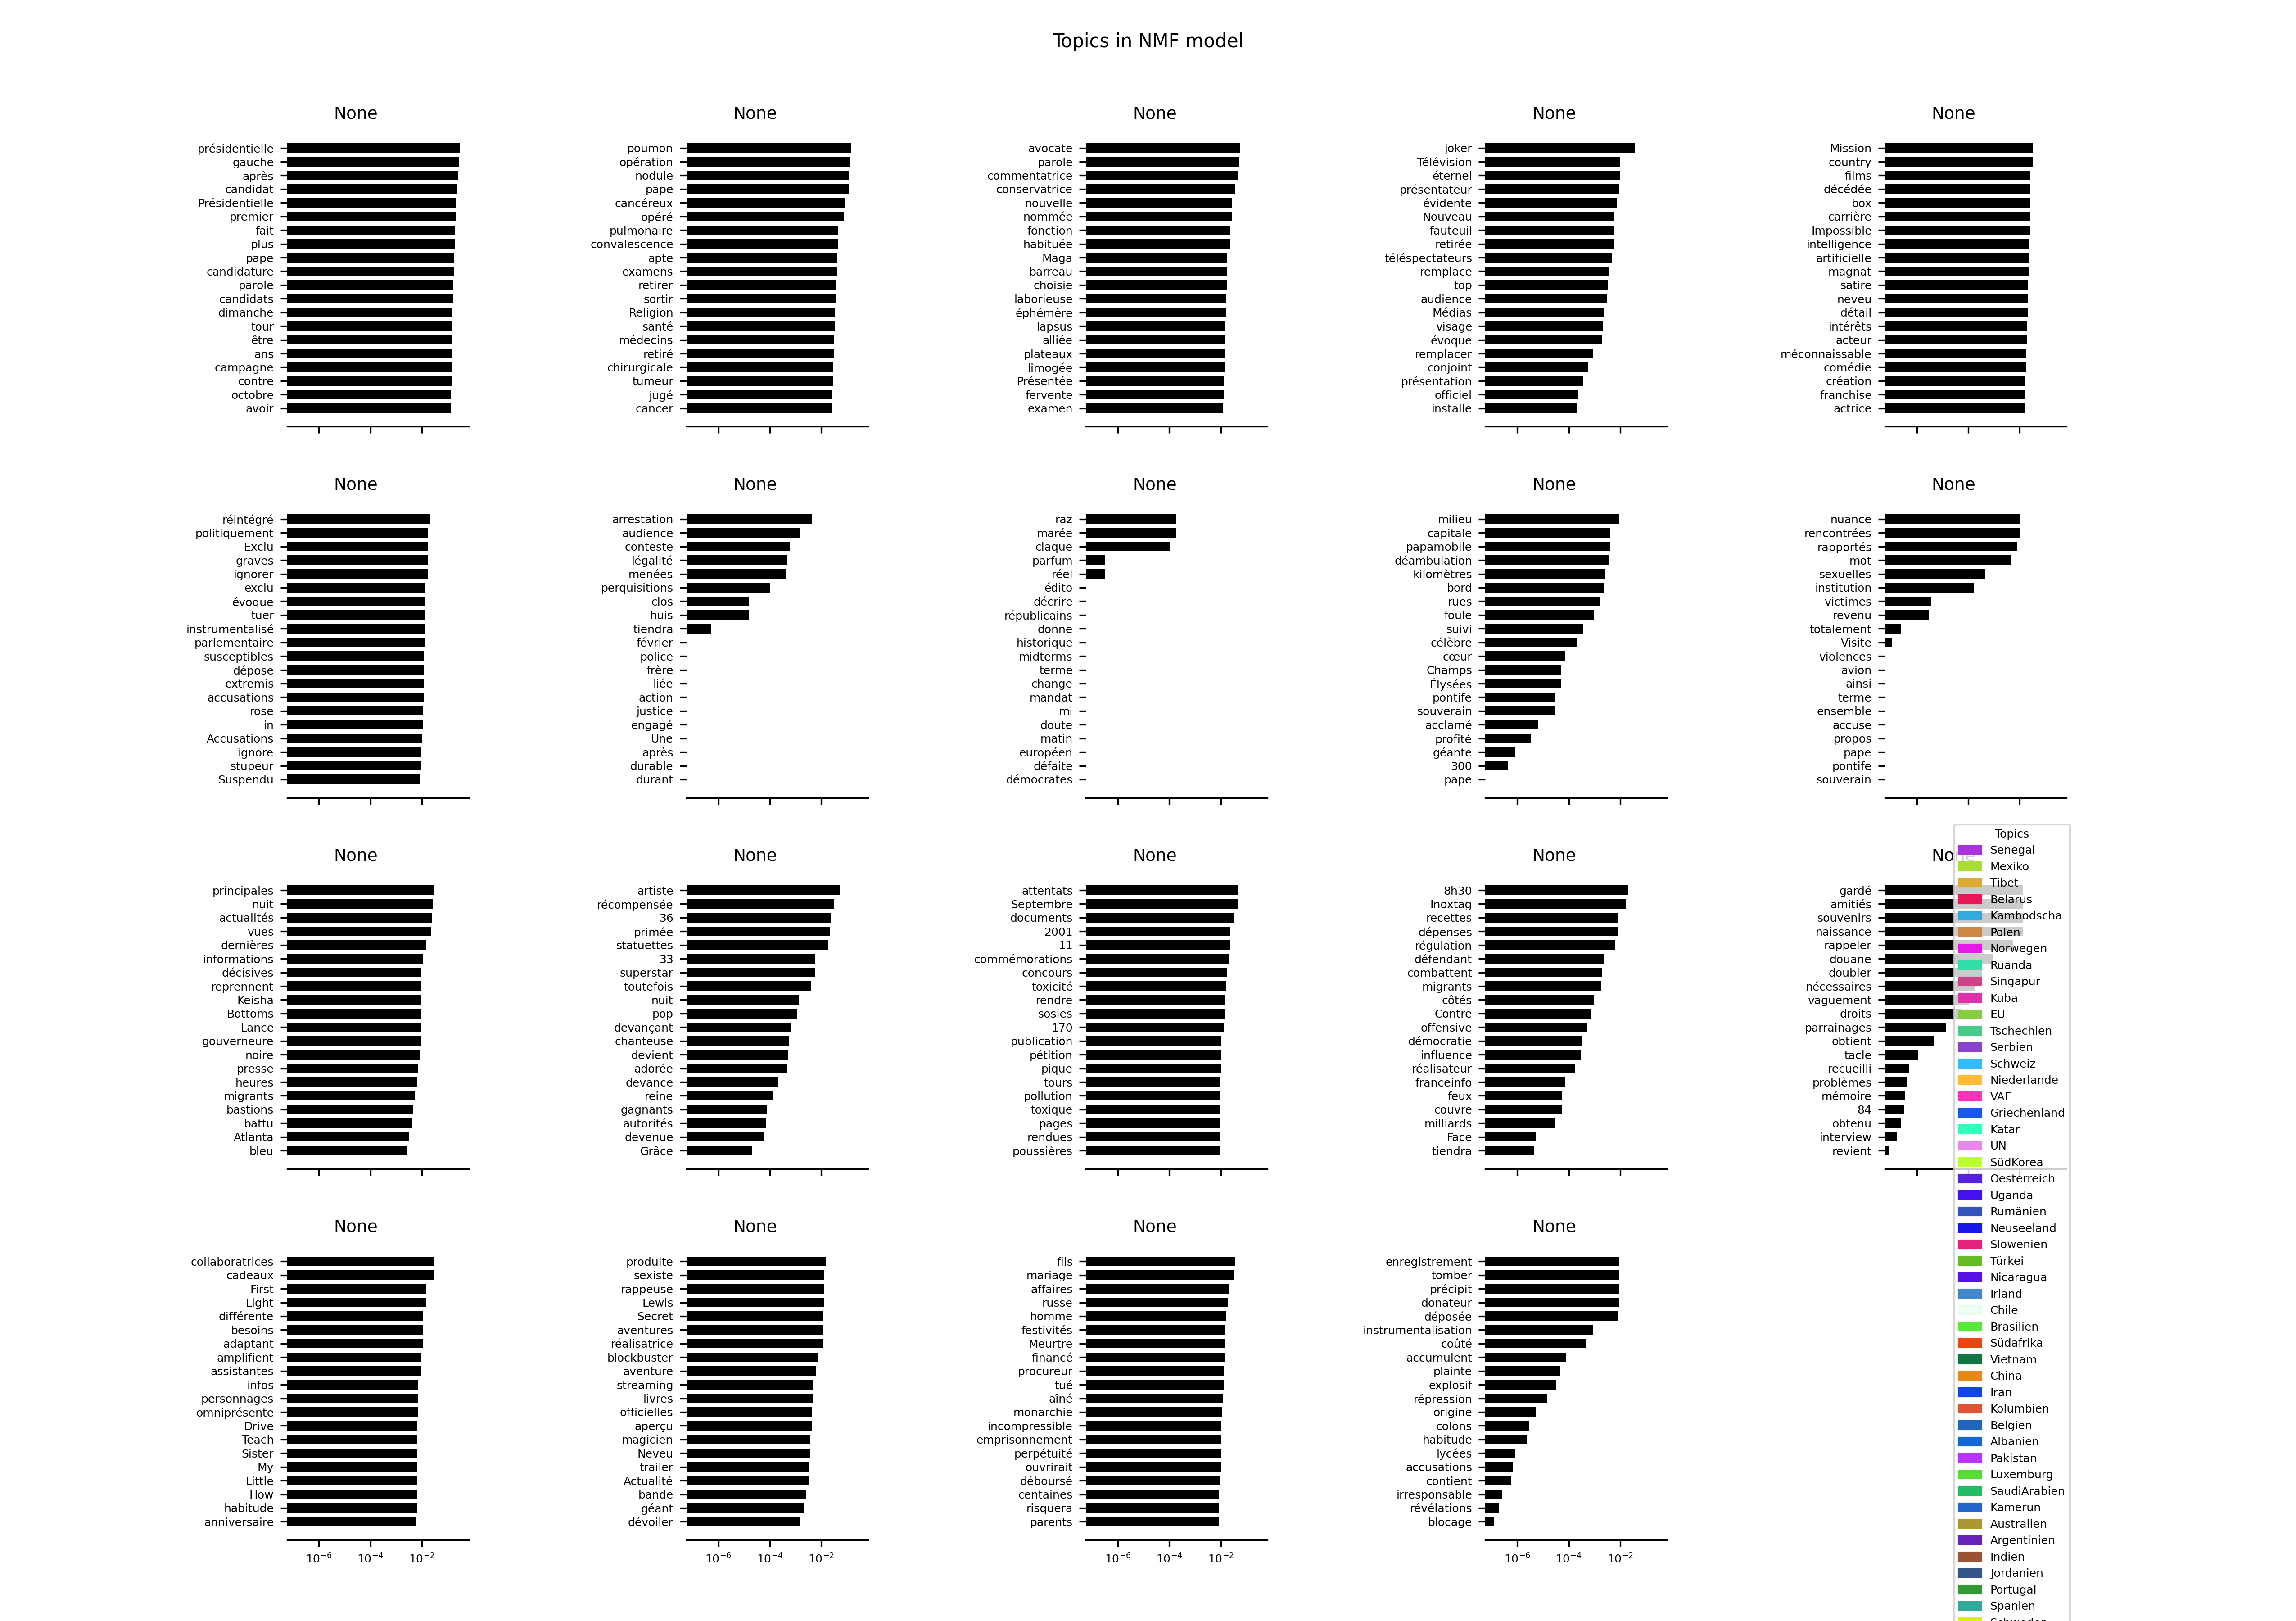 Topics in NMF model
None
présidentielle
gauche
après
candidat
Présidentielle
premier
fait
plus
pape
candidature
parole
candidats
dimanche
tour
être
ans
campagne
contre
octobre
avoir
None
poumon
opération
nodule
pape
cancéreux
opéré
pulmonaire
convalescence
apte
examens
retirer
sortir
Religion
santé
médecins
retiré
chirurgicale
tumeur
jugé
cancer
None
avocate
parole
commentatrice
conservatrice
nouvelle
nommée
fonction
habituée
Maga
barreau
choisie
laborieuse
éphémère
lapsus
alliée
plateaux
limogée
Présentée
fervente
examen
None
joker
Télévision
éternel
présentateur
évidente
Nouveau
fauteuil
retirée
téléspectateurs
remplace
top
audience
Médias
visage
évoque
remplacer
conjoint
présentation
officiel
installe
None
Mission
country
films
décédée
box
carrière
Impossible
intelligence
artificielle
magnat
satire
neveu
détail
intérêts
acteur
méconnaissable
comédie
création
franchise
actrice
None
réintégré
politiquement
Exclu
graves
ignorer
exclu
évoque
tuer
instrumentalisé
parlementaire
susceptibles
dépose
extremis
accusations
rose
in
Accusations
ignore
stupeur
Suspendu
None
arrestation
audience
conteste
légalité
menées
perquisitions
clos
huis
tiendra
février
police
frère
liée
action
justice
engagé
Une
après
durable
durant
None
raz
marée
claque
parfum
réel
édito
décrire
républicains
donne
historique
midterms
terme
change
mandat
mi
doute
matin
européen
défaite
démocrates
None
milieu
capitale
papamobile
déambulation
kilomètres
bord
rues
foule
suivi
célèbre
cœur
Champs
Élysées
pontife
souverain
acclamé
profité
géante
300
pape
None
nuance
rencontrées
rapportés
mot
sexuelles
institution
victimes
revenu
totalement
Visite
violences
avion
ainsi
terme
ensemble
accuse
propos
pape
pontife
souverain
None
principales
nuit
actualités
vues
dernières
informations
décisives
reprennent
Keisha
Bottoms
Lance
gouverneure
noire
presse
heures
migrants
bastions
battu
Atlanta
bleu
None
artiste
récompensée
36
primée
statuettes
33
superstar
toutefois
nuit
pop
devançant
chanteuse
devient
adorée
devance
reine
gagnants
autorités
devenue
Grâce
None
attentats
Septembre
documents
2001
11
commémorations
concours
toxicité
rendre
sosies
170
publication
pétition
pique
tours
pollution
toxique
pages
rendues
poussières
None
8h30
Inoxtag
recettes
dépenses
régulation
défendant
combattent
migrants
côtés
Contre
offensive
démocratie
influence
réalisateur
franceinfo
feux
couvre
milliards
Face
tiendra
None
gardé
amitiés
souvenirs
naissance
rappeler
douane
doubler
nécessaires
vaguement
droits
parrainages
obtient
tacle
recueilli
problèmes
mémoire
84
obtenu
interview
revient
None
collaboratrices
cadeaux
First
Light
différente
besoins
adaptant
amplifient
assistantes
infos
personnages
omniprésente
Drive
Teach
Sister
My
Little
How
habitude
anniversaire
10⁻⁶ 10⁻⁴ 10⁻²
None
produite
sexiste
rappeuse
Lewis
Secret
aventures
réalisatrice
blockbuster
aventure
streaming
livres
officielles
aperçu
magicien
Neveu
trailer
Actualité
bande
géant
dévoiler
10⁻⁶ 10⁻⁴ 10⁻²
None
fils
mariage
affaires
russe
homme
festivités
Meurtre
financé
procureur
tué
aîné
monarchie
incompressible
emprisonnement
perpétuité
ouvrirait
déboursé
centaines
risquera
parents
10⁻⁶ 10⁻⁴ 10⁻²
None
enregistrement
tomber
précipit
donateur
déposée
instrumentalisation
coûté
accumulent
plainte
explosif
répression
origine
colons
habitude
lycées
accusations
contient
irresponsable
révélations
blocage
10⁻⁶ 10⁻⁴ 10⁻²
Topics
Senegal
Mexiko
Tibet
Belarus
Kambodscha
Polen
Norwegen
Ruanda
Singapur
Kuba
EU
Tschechien
Serbien
Schweiz
Niederlande
VAE
Griechenland
Katar
UN
SüdKorea
Oesterreich
Uganda
Rumänien
Neuseeland
Slowenien
Türkei
Nicaragua
Irland
Chile
Brasilien
Südafrika
Vietnam
China
Iran
Kolumbien
Belgien
Albanien
Pakistan
Luxemburg
SaudiArabien
Kamerun
Australien
Argentinien
Indien
Jordanien
Portugal
Spanien
Schweden